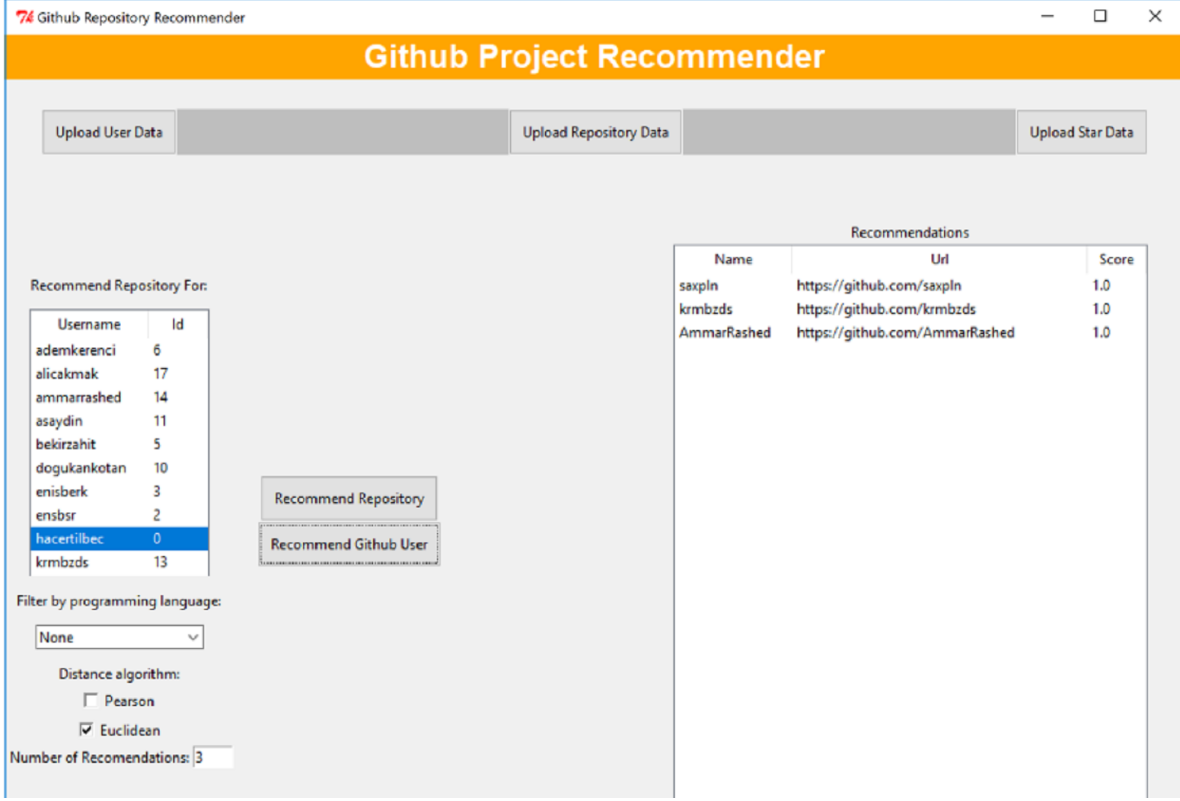 Github Repository Recommender
Github Project Recommender
Upload User Data
Upload Repository Data
Upload Star Data
Recommendations
Name Url Score
saxpln https://github.com/saxpln 1.0
krmbzds https://github.com/krmbzds 1.0
AmmarRashed https://github.com/AmmarRashed 1.0
Recommend Repository For:
Username Id
ademkerenci 6
alicakmak 17
ammarrashed 14
asaydin 11
bekirzahit 5
dogukankotan 10
enisberk 3
ensbsr 2
hacertilbec 0
krmbzds 13
Recommend Repository
Recommend Github User
Filter by programming language:
None
Distance algorithm:
Pearson
Euclidean
Number of Recomendations: 3